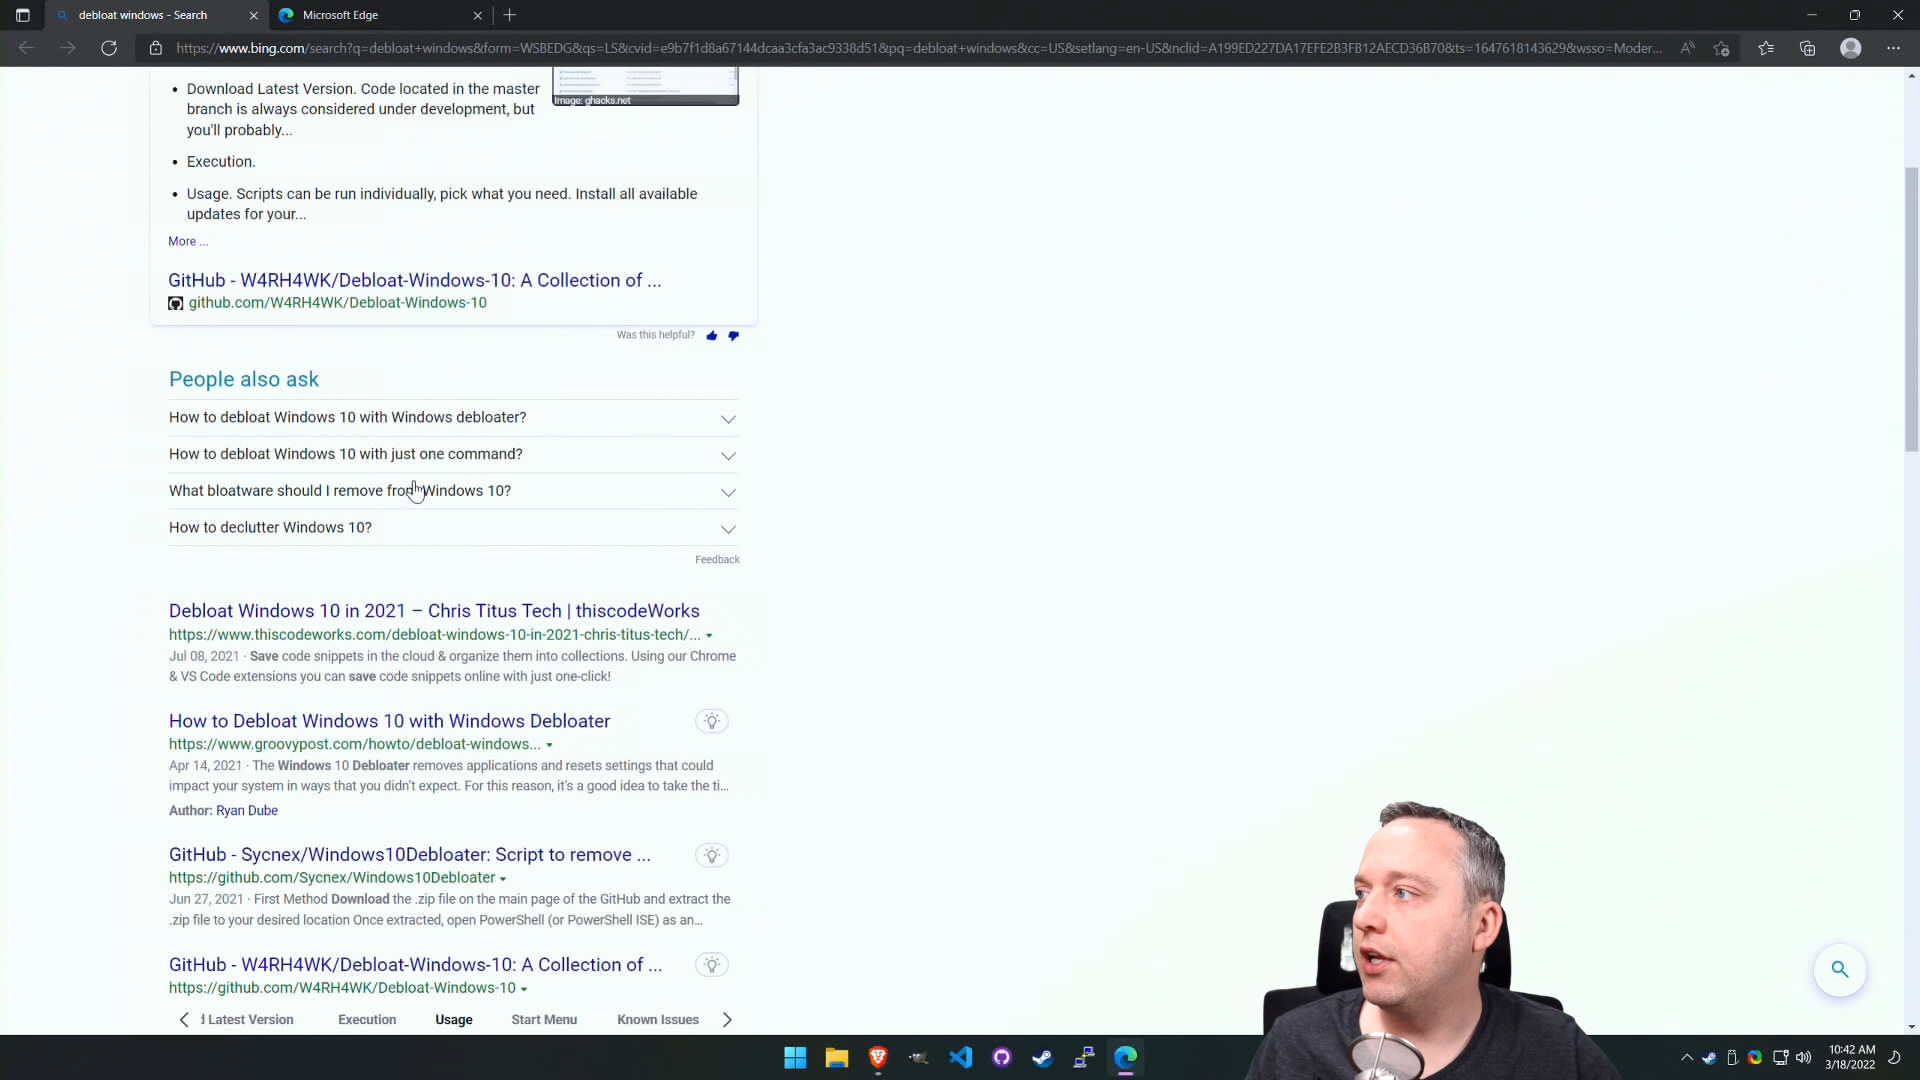 debloat windows - Search
Microsoft Edge
https://www.bing.com/search?q=debloat+windows&form=WSBEDG&qs=LS&cvid=e9b7f1d8a67144dcaa3cfa3ac9338d51&pq=debloat+windows&cc=US&setlang=en-US&nclid=A199ED227DA17EFE2B3FB12AECD36B70&ts=1647618143629&wsso=Moder...
• Download Latest Version. Code located in the master
branch is always considered under development, but
you'll probably...
Image: ghacks.net
• Execution.
• Usage. Scripts can be run individually, pick what you need. Install all available
updates for your...
More ...
GitHub - W4RH4WK/Debloat-Windows-10: A Collection of ...
github.com/W4RH4WK/Debloat-Windows-10
Was this helpful?
People also ask
How to debloat Windows 10 with Windows debloater?
How to debloat Windows 10 with just one command?
What bloatware should I remove from Windows 10?
How to declutter Windows 10?
Feedback
Debloat Windows 10 in 2021 – Chris Titus Tech | thiscodeWorks
https://www.thiscodeworks.com/debloat-windows-10-in-2021-chris-titus-tech/...
Jul 08, 2021 · Save code snippets in the cloud & organize them into collections. Using our Chrome
& VS Code extensions you can save code snippets online with just one-click!
How to Debloat Windows 10 with Windows Debloater
https://www.groovypost.com/howto/debloat-windows...
Apr 14, 2021 · The Windows 10 Debloater removes applications and resets settings that could
impact your system in ways that you didn't expect. For this reason, it's a good idea to take the ti...
Author: Ryan Dube
GitHub - Sycnex/Windows10Debloater: Script to remove ...
https://github.com/Sycnex/Windows10Debloater
Jun 27, 2021 · First Method Download the .zip file on the main page of the GitHub and extract the
.zip file to your desired location Once extracted, open PowerShell (or PowerShell ISE) as an...
GitHub - W4RH4WK/Debloat-Windows-10: A Collection of ...
https://github.com/W4RH4WK/Debloat-Windows-10
Latest Version Execution Usage Start Menu Known Issues
10:42 AM
3/18/2022